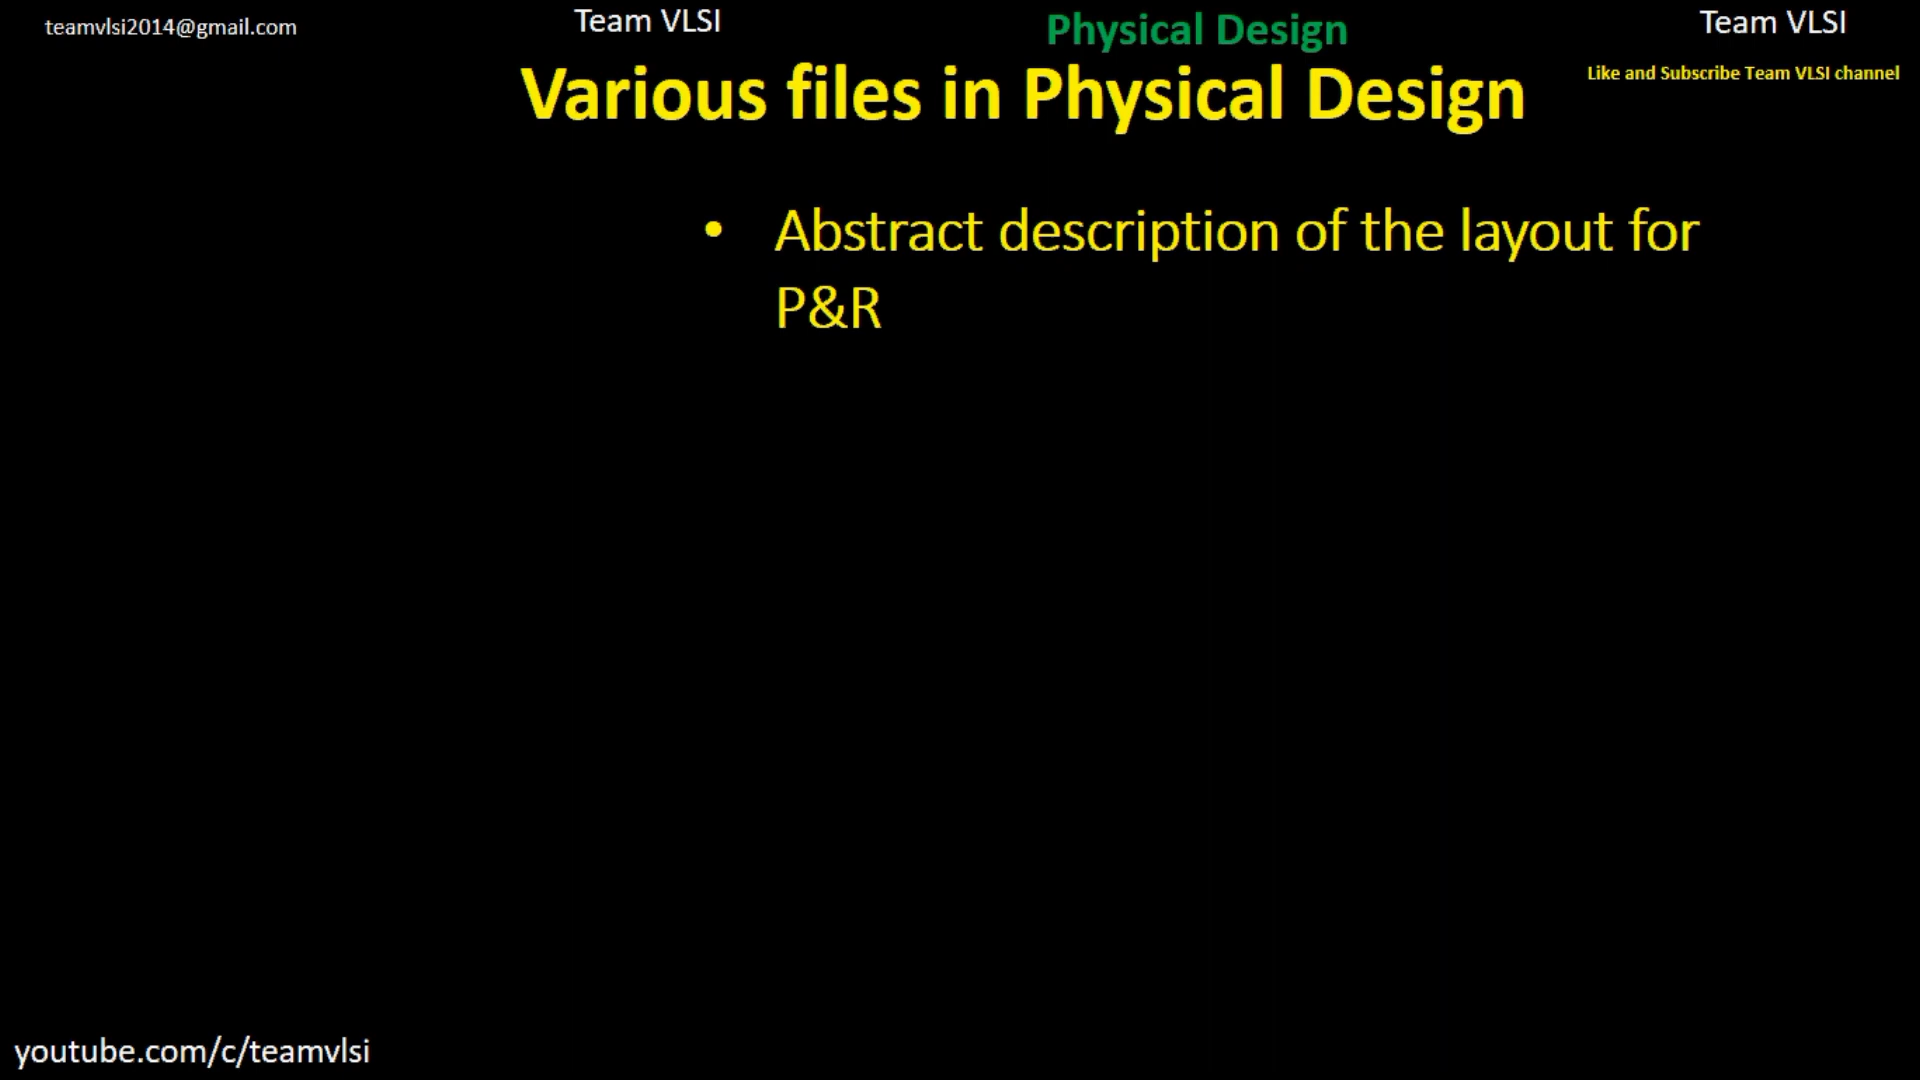 teamvlsi2014@gmail.com
Team VLSI
Physical Design
Team VLSI
Various files in Physical Design
Like and Subscribe Team VLSI channel
• Abstract description of the layout for
P&R
youtube.com/c/teamvlsi